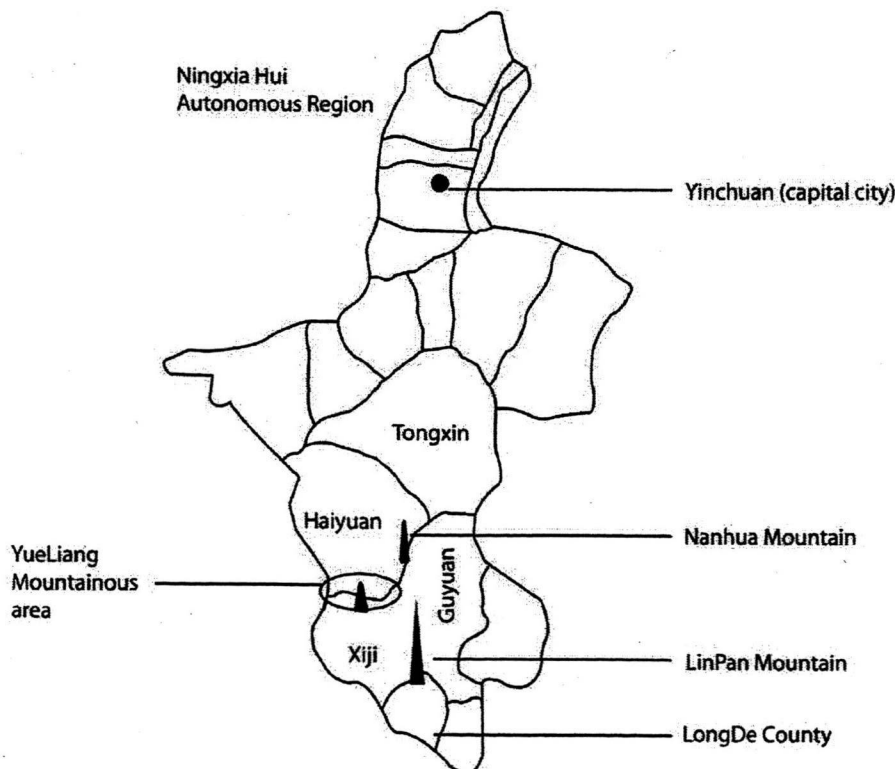 Ningxia Hui
Autonomous Region
Yinchuan (capital city)
Tongxin
Haiyuan
Nanhua Mountain
YueLiang
Mountainous
area
Guyuan
Xiji
LinPan Mountain
LongDe County